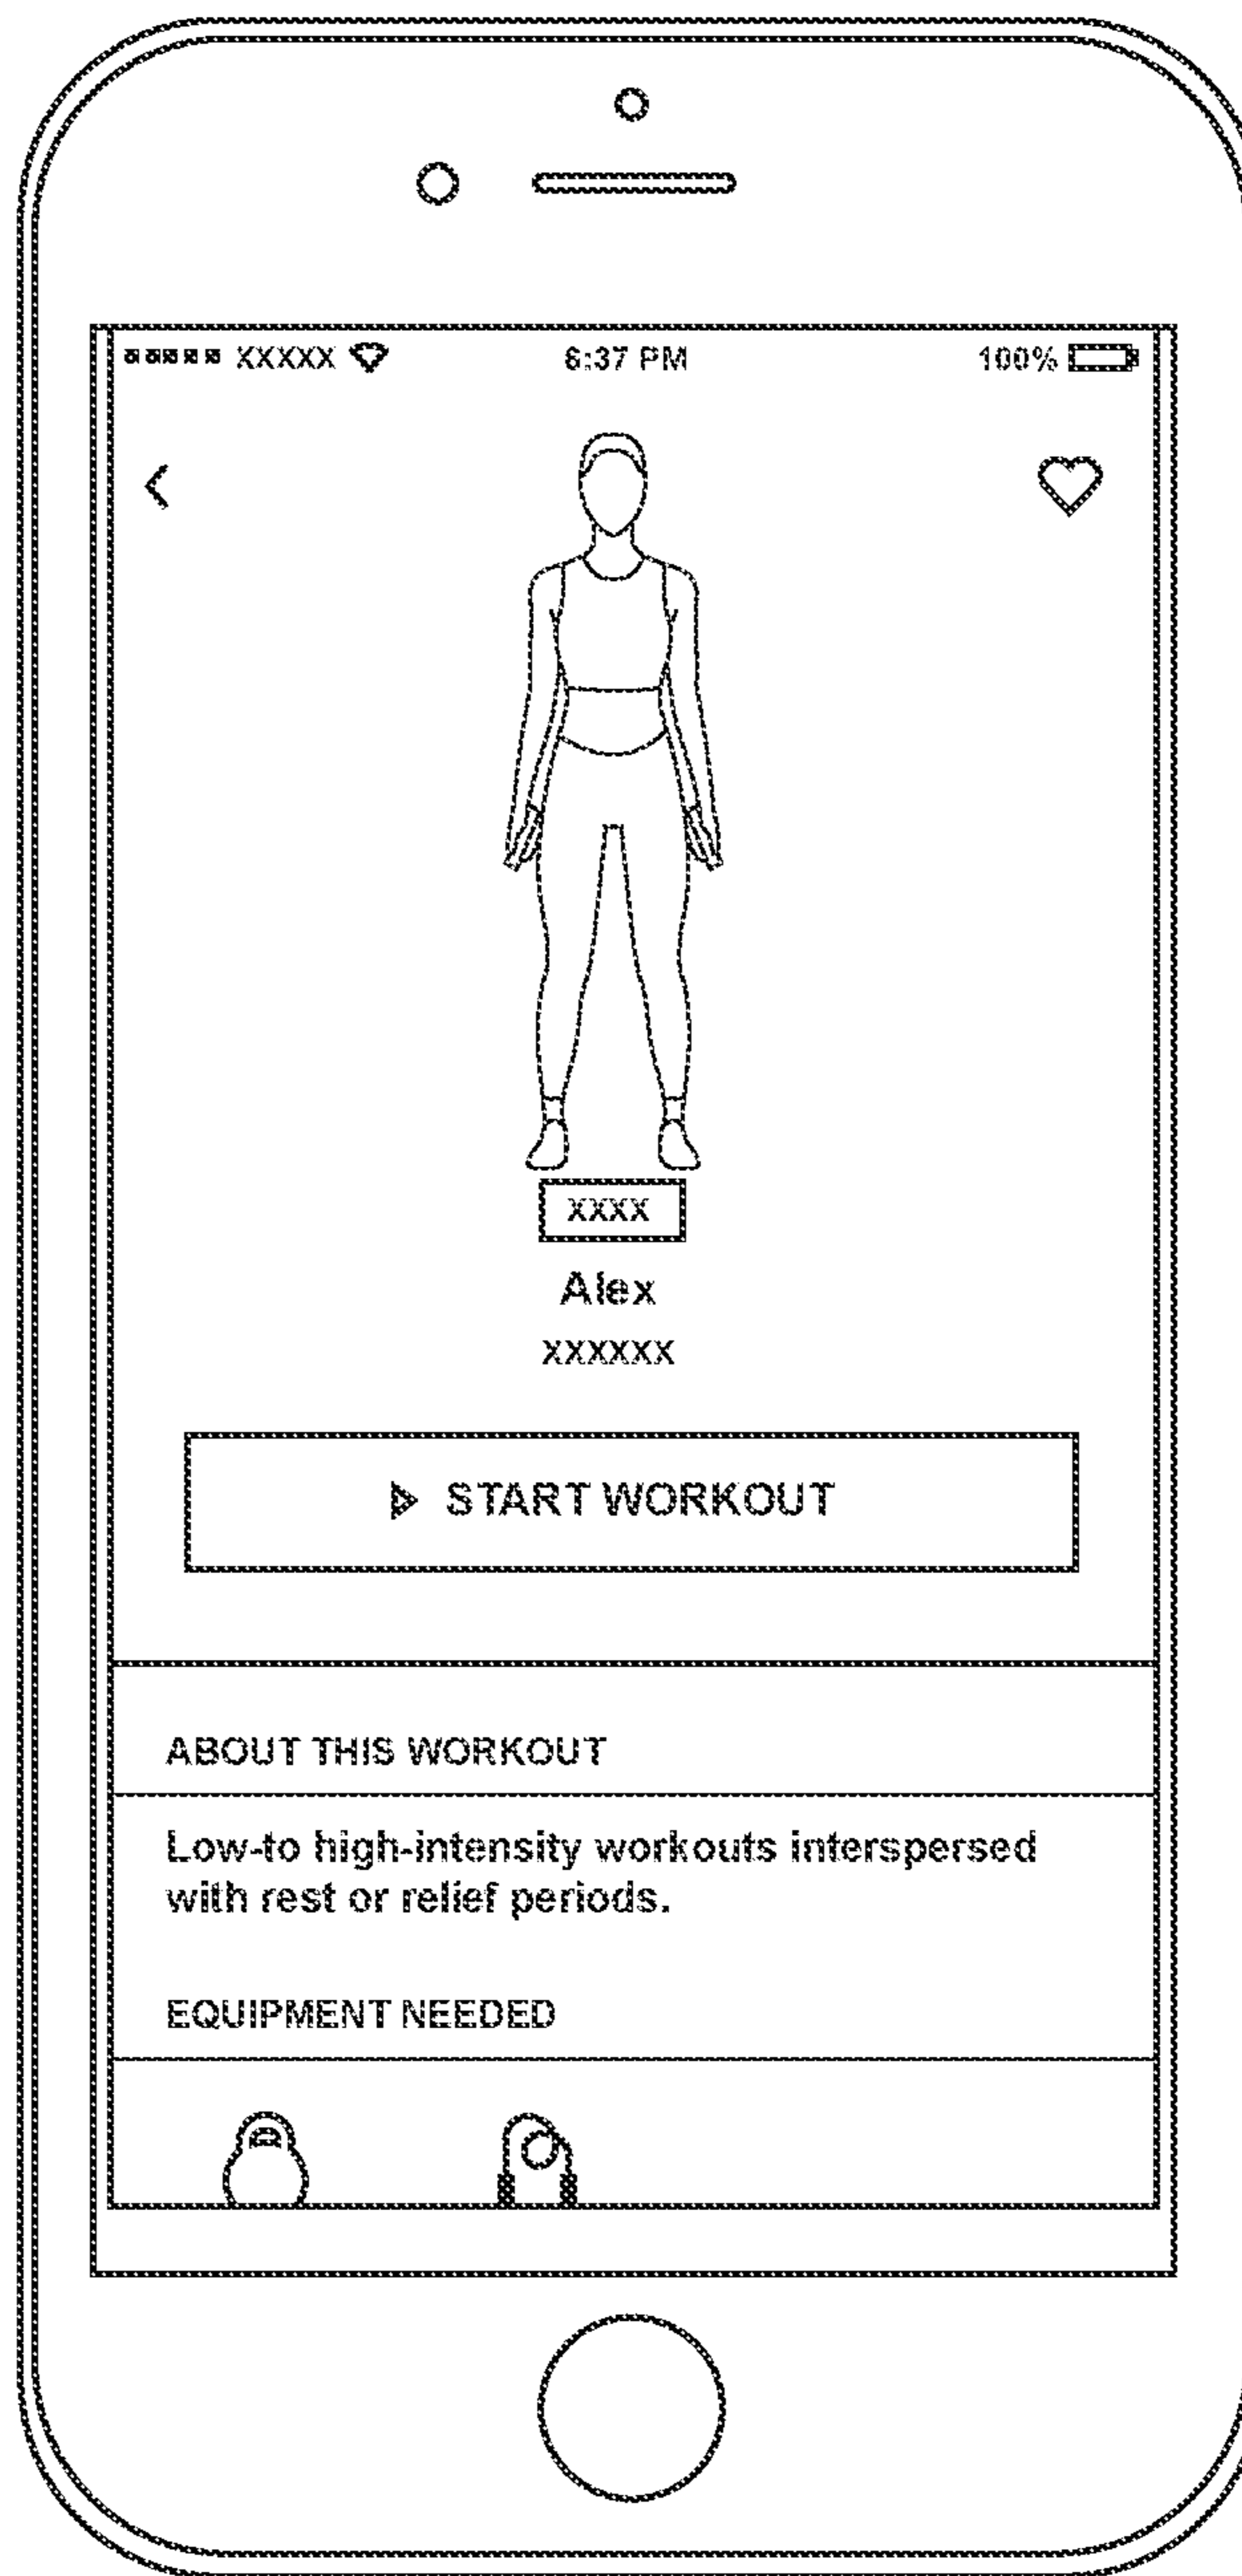 XXXXX 6:37 PM 100%
XXXX
Alex
XXXXXX
START WORKOUT
ABOUT THIS WORKOUT
Low-to high-intensity workouts interspersed
with rest or relief periods.
EQUIPMENT NEEDED